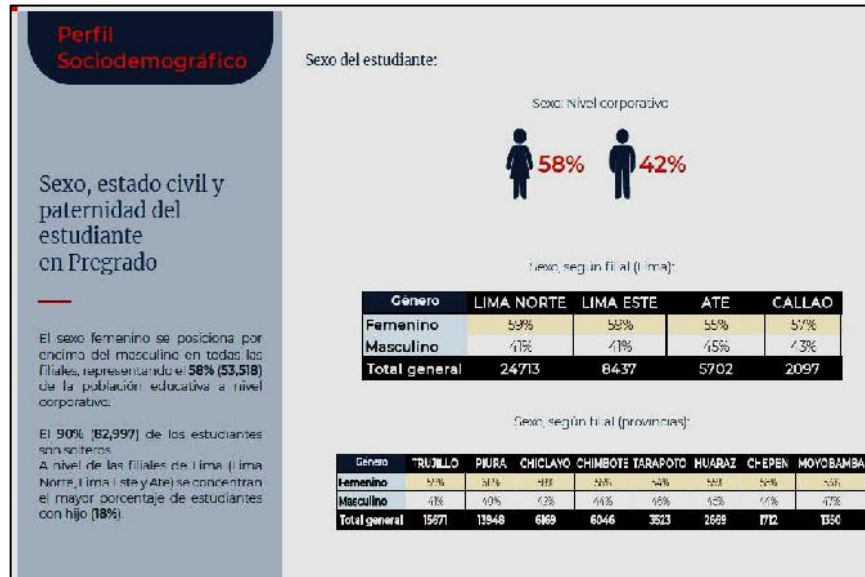 Perfil
Sociodemográfico
Sexo, estado civil y
paternidad del
estudiante
en Pregrado
El sexo femenino se posiciona por
encima del masculino en todas las
filiales, representando el 58% (53,518)
de la población educativa a nivel
corporativo.
El 90% (82,997) de los estudiantes
son solteros.
A nivel de las filiales de Lima (Lima
Norte, Lima Este y Ate) se concentran
el mayor porcentaje de estudiantes
con hijo (18%).
Sexo del estudiante:
Sexo: Nivel corporativo
58% 42%
Sexo, según filial (Lima):
Género LIMA NORTE LIMA ESTE ATE CALLAO
Femenino 59% 59% 55% 57%
Masculino 41% 41% 45% 43%
Total general 24713 8437 5702 2097
Sexo, según filial (provincias):
Género TRUJILLO PIURA CHICLAYO CHIMBOTE TARAPOTO HUARAZ CHEPEN MOYOBAMBA
Femenino
Masculino 41% 40% 44% 46% 44% 47%
Total general 15671 13948 6169 6046 3523 2669 1712 1350